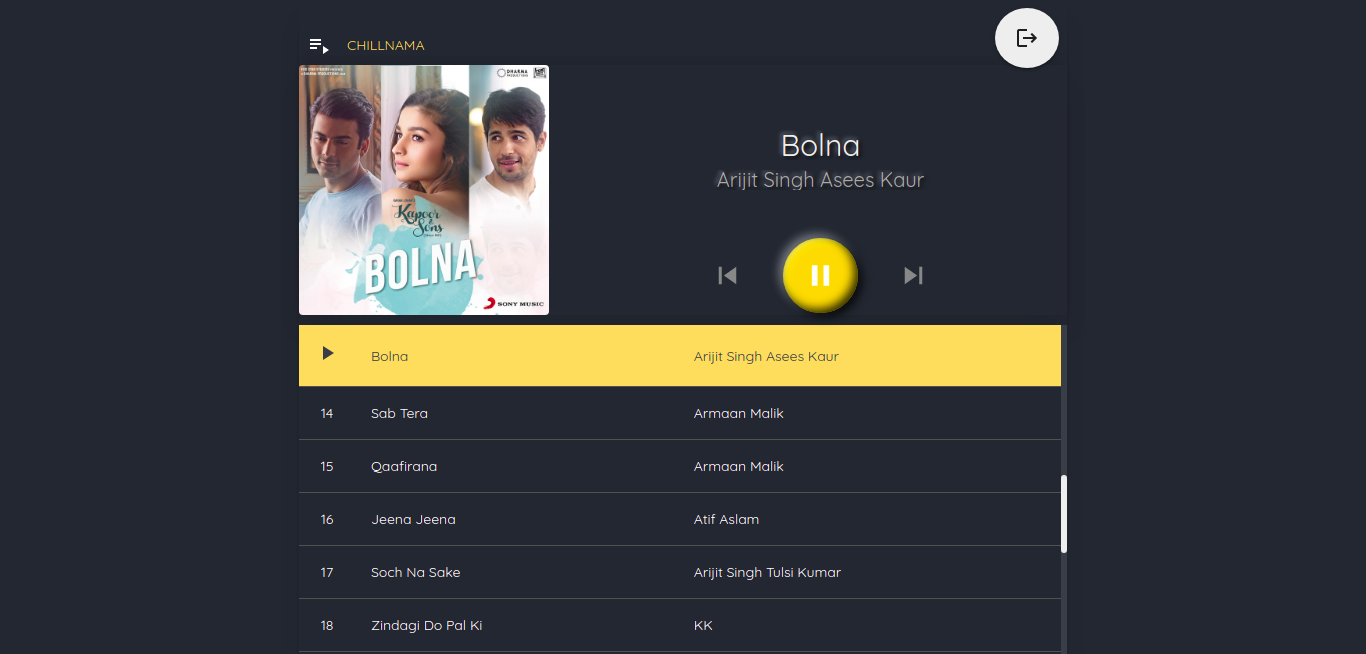 CHILLNAMA
DHARMA
PRODUCTIONS
Kapoor
&
Sons
BOLNA
SONY MUSIC
Bolna
Arijit Singh Asees Kaur
Bolna Arijit Singh Asees Kaur
14 Sab Tera Armaan Malik
15 Qaafirana Armaan Malik
16 Jeena Jeena Atif Aslam
17 Soch Na Sake Arijit Singh Tulsi Kumar
18 Zindagi Do Pal Ki KK